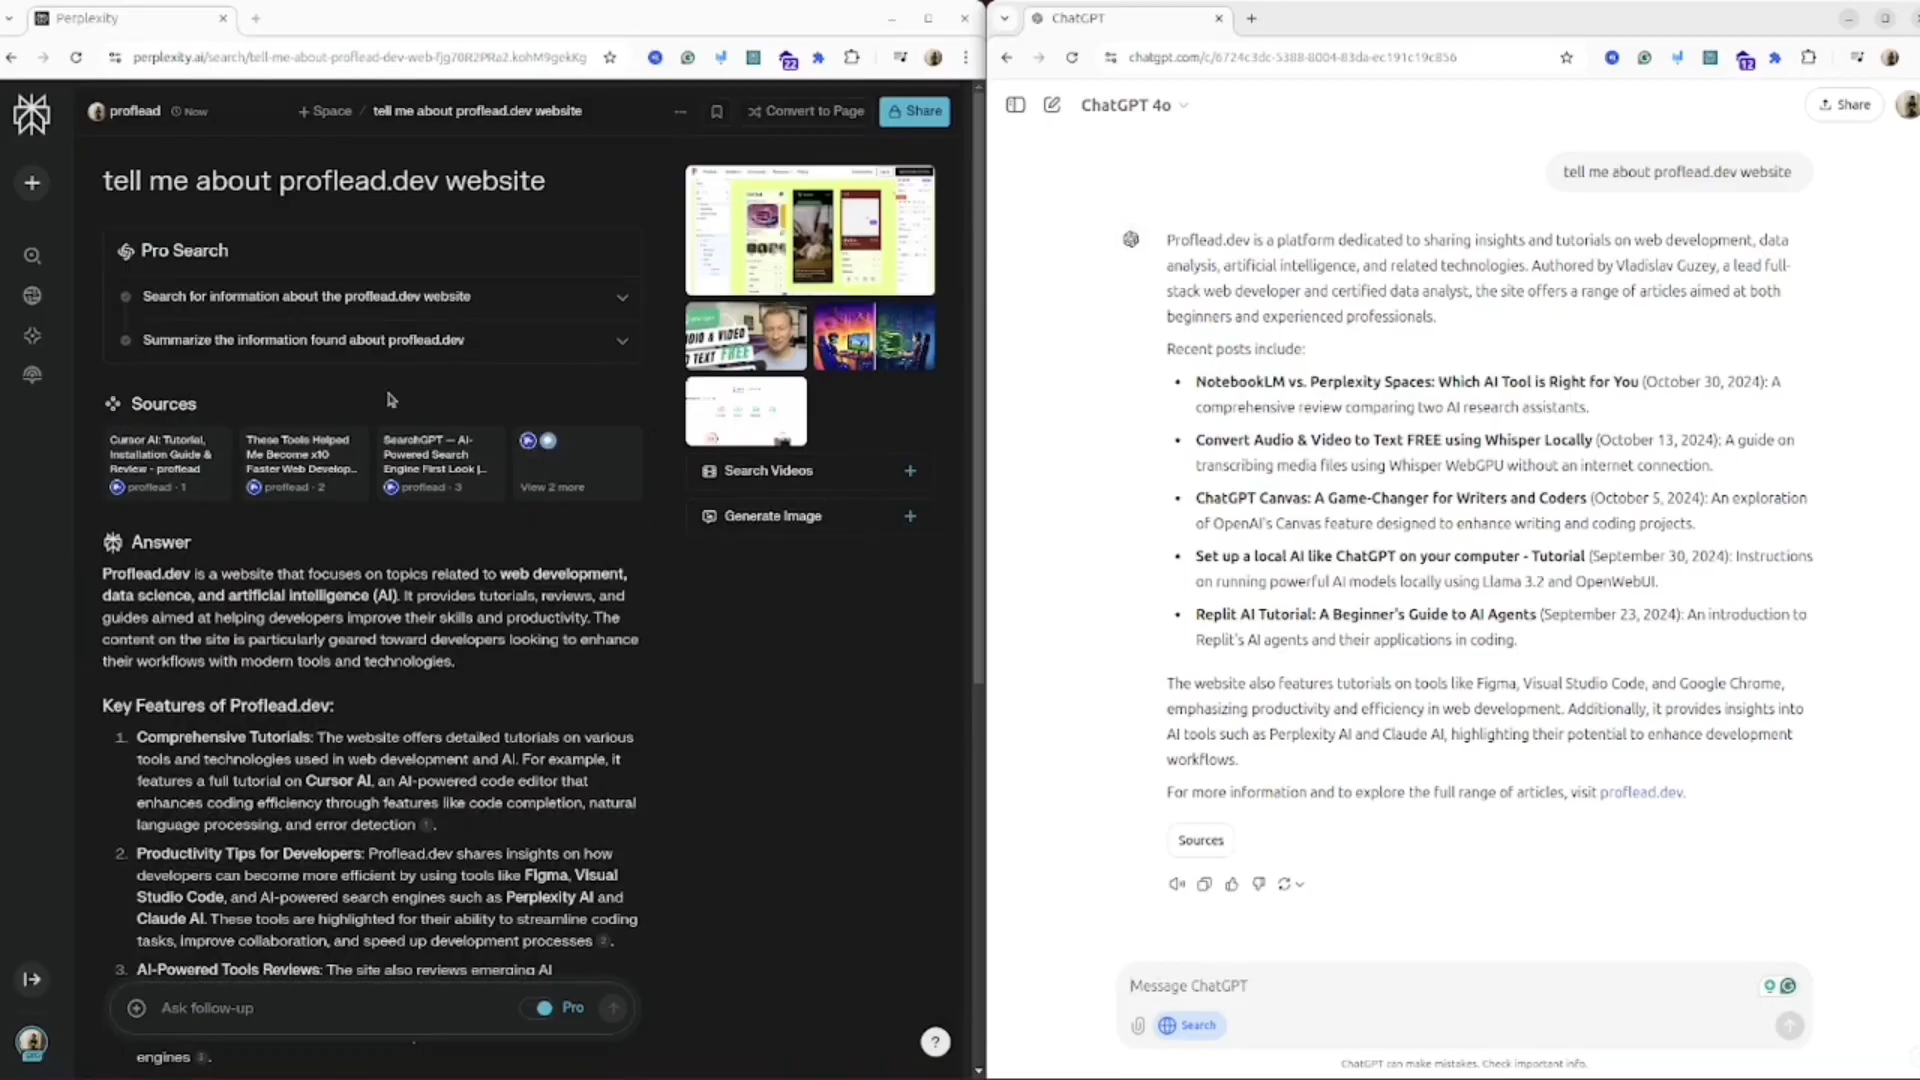 Perplexity
perplexity.ai/search/tell-me-about-proflead-dev-web-fjg70R2PRa2.kohM9gekKg
22
proflead
Now
+ Space / tell me about proflead.dev website
Convert to Page
Share
tell me about proflead.dev website
Pro Search
Search for information about the proflead.dev website
Summarize the information found about proflead.dev
Sources
Cursor AI: Tutorial,
Installation Guide &
Review - proflead
proflead · 1
These Tools Helped
Me Become x10
Faster Web Develop...
proflead · 2
SearchGPT — AI-
Powered Search
Engine First Look |...
proflead · 3
View 2 more
Answer
Proflead.dev is a website that focuses on topics related to web development,
data science, and artificial intelligence (AI). It provides tutorials, reviews, and
guides aimed at helping developers improve their skills and productivity. The
content on the site is particularly geared toward developers looking to enhance
their workflows with modern tools and technologies.
Key Features of Proflead.dev:
1. Comprehensive Tutorials: The website offers detailed tutorials on various
tools and technologies used in web development and AI. For example, it
features a full tutorial on Cursor AI, an AI-powered code editor that
enhances coding efficiency through features like code completion, natural
language processing, and error detection 1.
2. Productivity Tips for Developers: Proflead.dev shares insights on how
developers can become more efficient by using tools like Figma, Visual
Studio Code, and AI-powered search engines such as Perplexity AI and
Claude AI. These tools are highlighted for their ability to streamline coding
tasks, improve collaboration, and speed up development processes 2.
3. AI-Powered Tools Reviews: The site also reviews emerging AI
Ask follow-up
Pro
engines 3.
DIO & VIDEO
TEXT FREE
Search Videos
Generate Image
?
ChatGPT
chatgpt.com/c/6724c3dc-5388-8004-83da-ec191c19c856
12
ChatGPT 4o
Share
tell me about proflead.dev website
Proflead.dev is a platform dedicated to sharing insights and tutorials on web development, data
analysis, artificial intelligence, and related technologies. Authored by Vladislav Guzey, a lead full-
stack web developer and certified data analyst, the site offers a range of articles aimed at both
beginners and experienced professionals.
Recent posts include:
• NotebookLM vs. Perplexity Spaces: Which AI Tool is Right for You (October 30, 2024): A
comprehensive review comparing two AI research assistants.
• Convert Audio & Video to Text FREE using Whisper Locally (October 13, 2024): A guide on
transcribing media files using Whisper WebGPU without an internet connection.
• ChatGPT Canvas: A Game-Changer for Writers and Coders (October 5, 2024): An exploration
of OpenAI's Canvas feature designed to enhance writing and coding projects.
• Set up a local AI like ChatGPT on your computer - Tutorial (September 30, 2024): Instructions
on running powerful AI models locally using Llama 3.2 and OpenWebUI.
• Replit AI Tutorial: A Beginner's Guide to AI Agents (September 23, 2024): An introduction to
Replit's AI agents and their applications in coding.
The website also features tutorials on tools like Figma, Visual Studio Code, and Google Chrome,
emphasizing productivity and efficiency in web development. Additionally, it provides insights into
AI tools such as Perplexity AI and Claude AI, highlighting their potential to enhance development
workflows.
For more information and to explore the full range of articles, visit proflead.dev.
Sources
Message ChatGPT
Search
ChatGPT can make mistakes. Check important info.